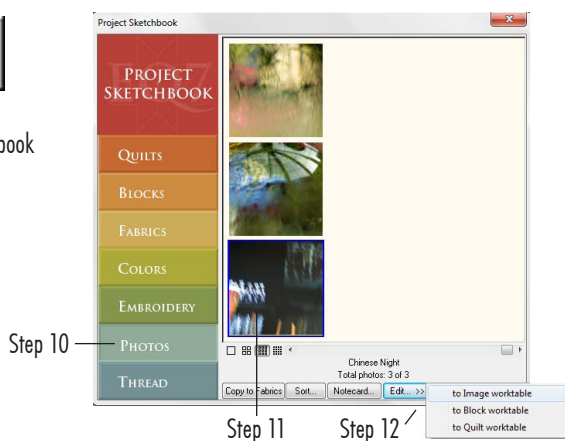 Project Sketchbook
x
PROJECT
SKETCHBOOK
QUILTS
BLOCKS
FABRICS
COLORS
EMBROIDERY
PHOTOS
THREAD
Chinese Night
Total photos: 3 of 3
Copy to Fabrics Sort... Notecard... Edit... >>
to Image worktable
to Block worktable
to Quilt worktable
Step 10
Step 11
Step 12